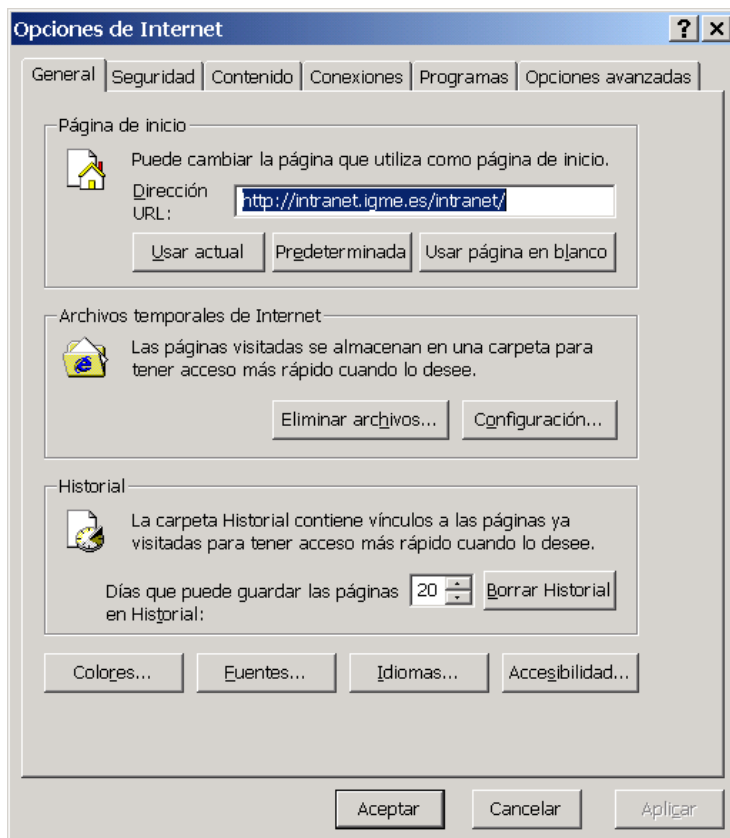 Opciones de Internet
General
Seguridad
Contenido
Conexiones
Programas
Opciones avanzadas
Página de inicio
Puede cambiar la página que utiliza como página de inicio.
Dirección
URL:
http://intranet.igme.es/intranet/
Usar actual
Predeterminada
Usar página en blanco
Archivos temporales de Internet
Las páginas visitadas se almacenan en una carpeta para
tener acceso más rápido cuando lo desee.
Eliminar archivos...
Configuración...
Historial
La carpeta Historial contiene vínculos a las páginas ya
visitadas para tener acceso más rápido cuando lo desee.
Días que puede guardar las páginas
en Historial:
20
Borrar Historial
Colores...
Fuentes...
Idiomas...
Accesibilidad...
Aceptar
Cancelar
Aplicar